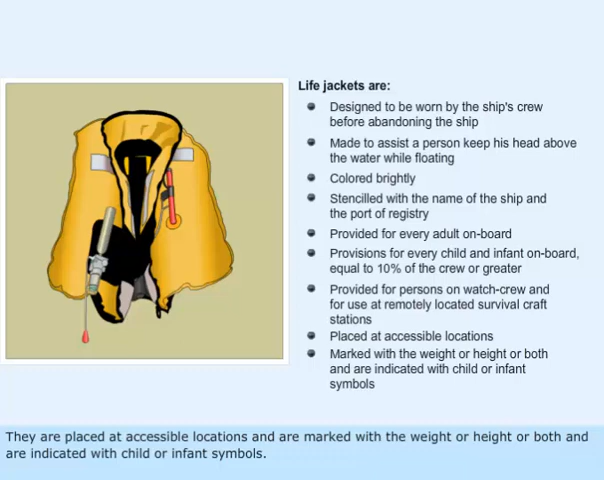 Life jackets are:
Designed to be worn by the ship's crew
before abandoning the ship
Made to assist a person keep his head above
the water while floating
Colored brightly
Stencilled with the name of the ship and
the port of registry
Provided for every adult on-board
Provisions for every child and infant on-board,
equal to 10% of the crew or greater
Provided for persons on watch-crew and
for use at remotely located survival craft
stations
Placed at accessible locations
Marked with the weight or height or both
and are indicated with child or infant
symbols
They are placed at accessible locations and are marked with the weight or height or both and
are indicated with child or infant symbols.